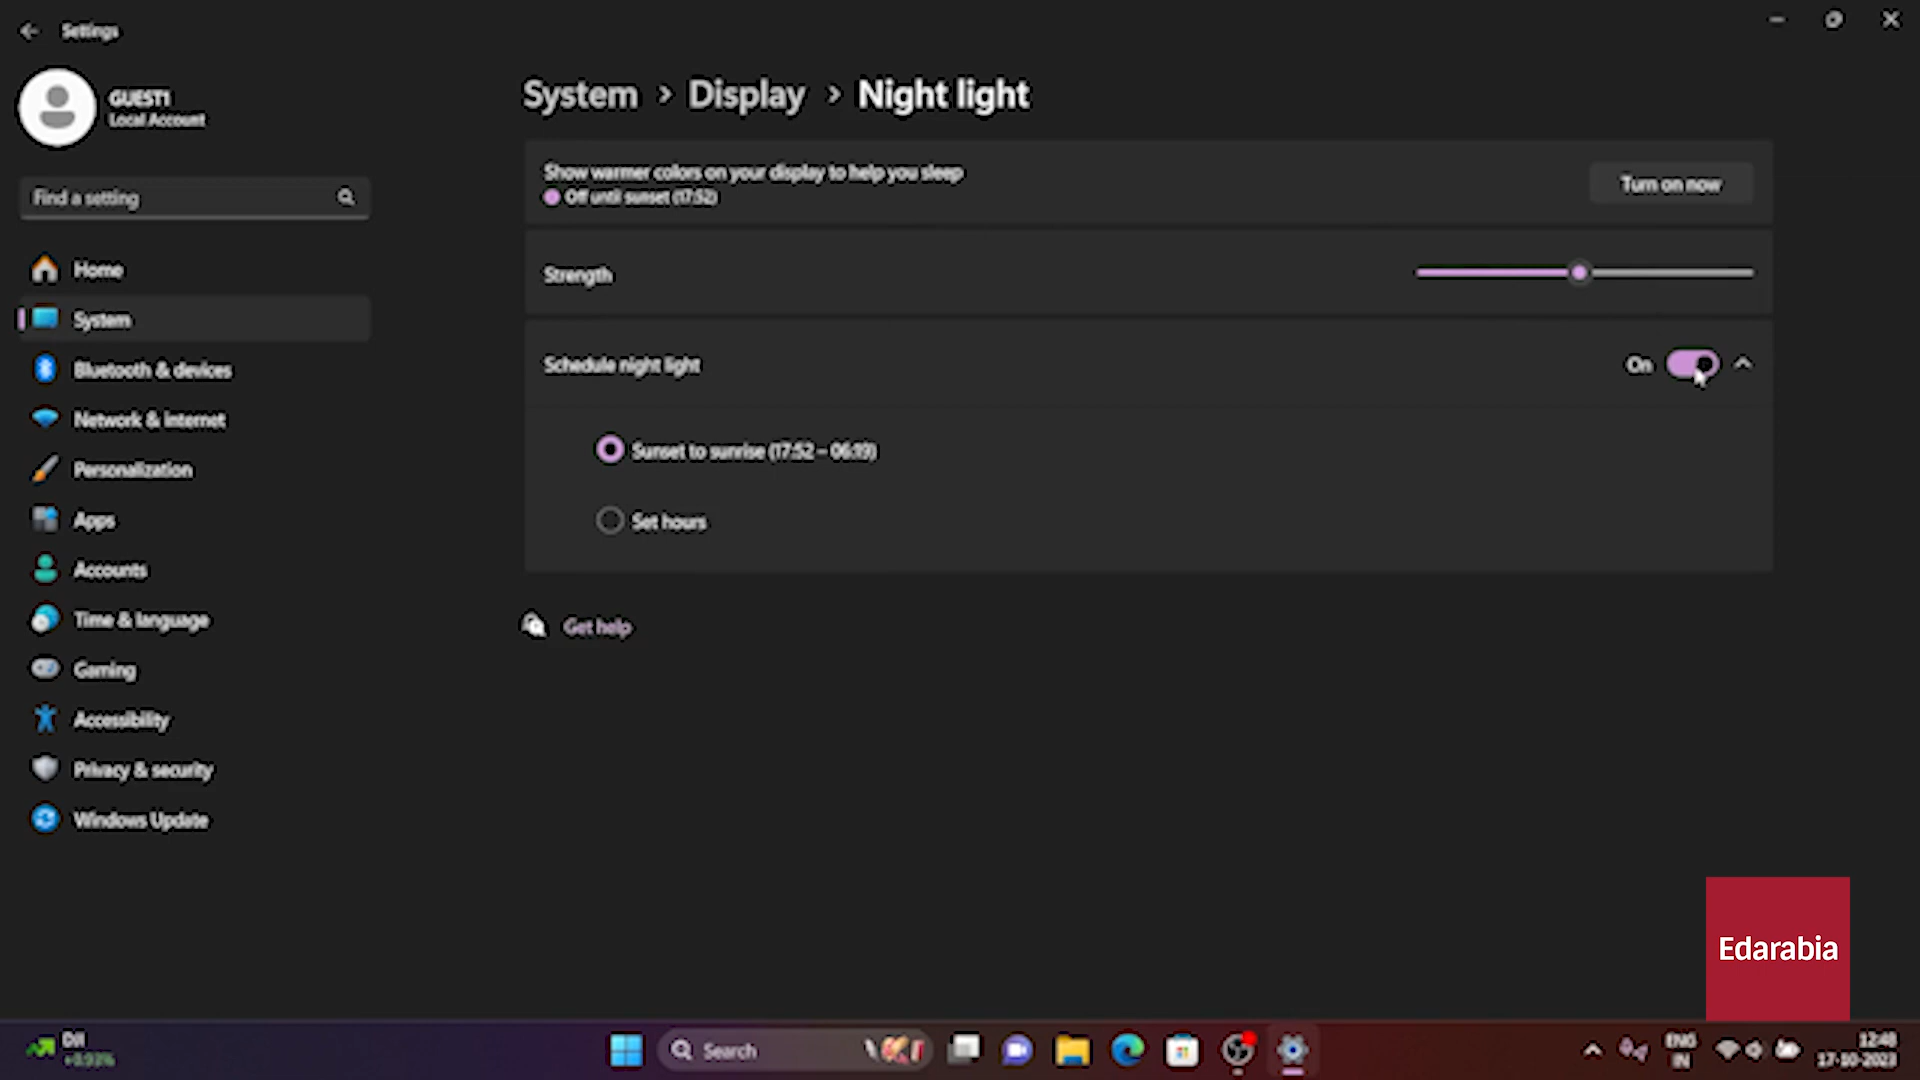 Settings
GUEST1
Local Account
Find a setting
Home
System
Bluetooth & devices
Network & internet
Personalization
Apps
Accounts
Time & language
Gaming
Accessibility
Privacy & security
Windows Update
System > Display > Night light
Show warmer colors on your display to help you sleep
Off until sunset (17:52)
Turn on now
Strength
Schedule night light
On
Sunset to sunrise (17:52 – 06:19)
Set hours
Get help
Edarabia
DJI
+0.93%
Search
ENG
IN
12:48
17-10-2023